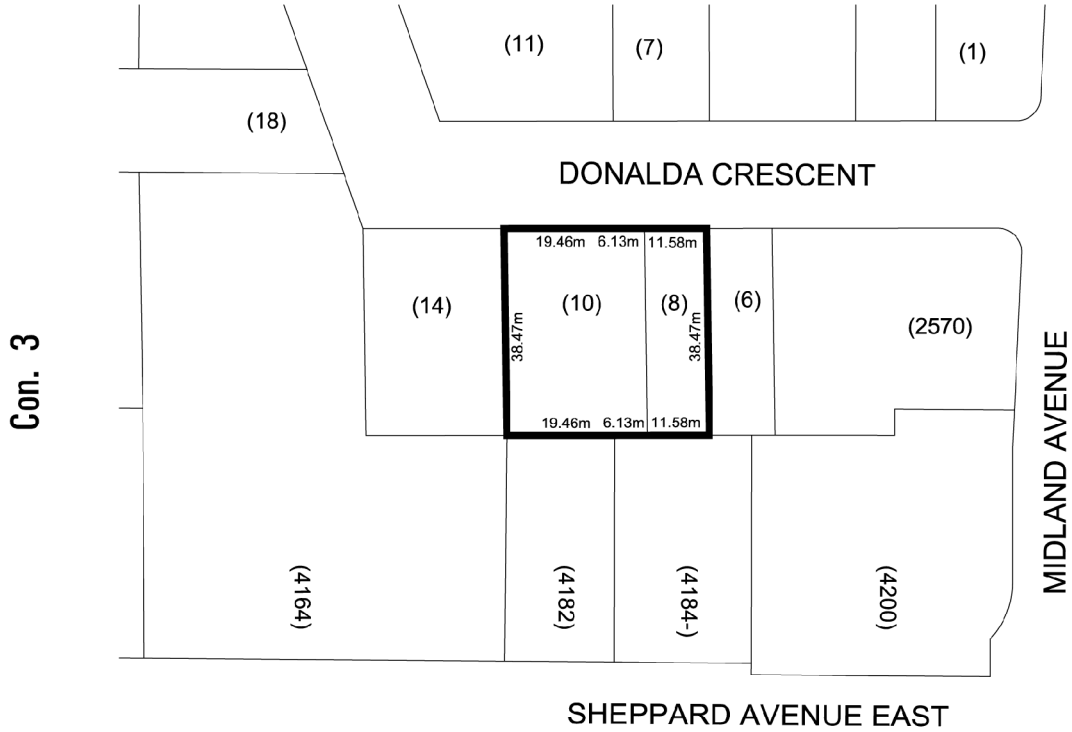 (11)
(7)
(1)
(18)
DONALDA CRESCENT
19.46m 6.13m 11.58m
(14)
(10)
(8)
(6)
(2570)
38.47m
38.47m
Con. 3
MIDLAND AVENUE
19.46m 6.13m 11.58m
(4164)
(4182)
(4184-)
(4200)
SHEPPARD AVENUE EAST